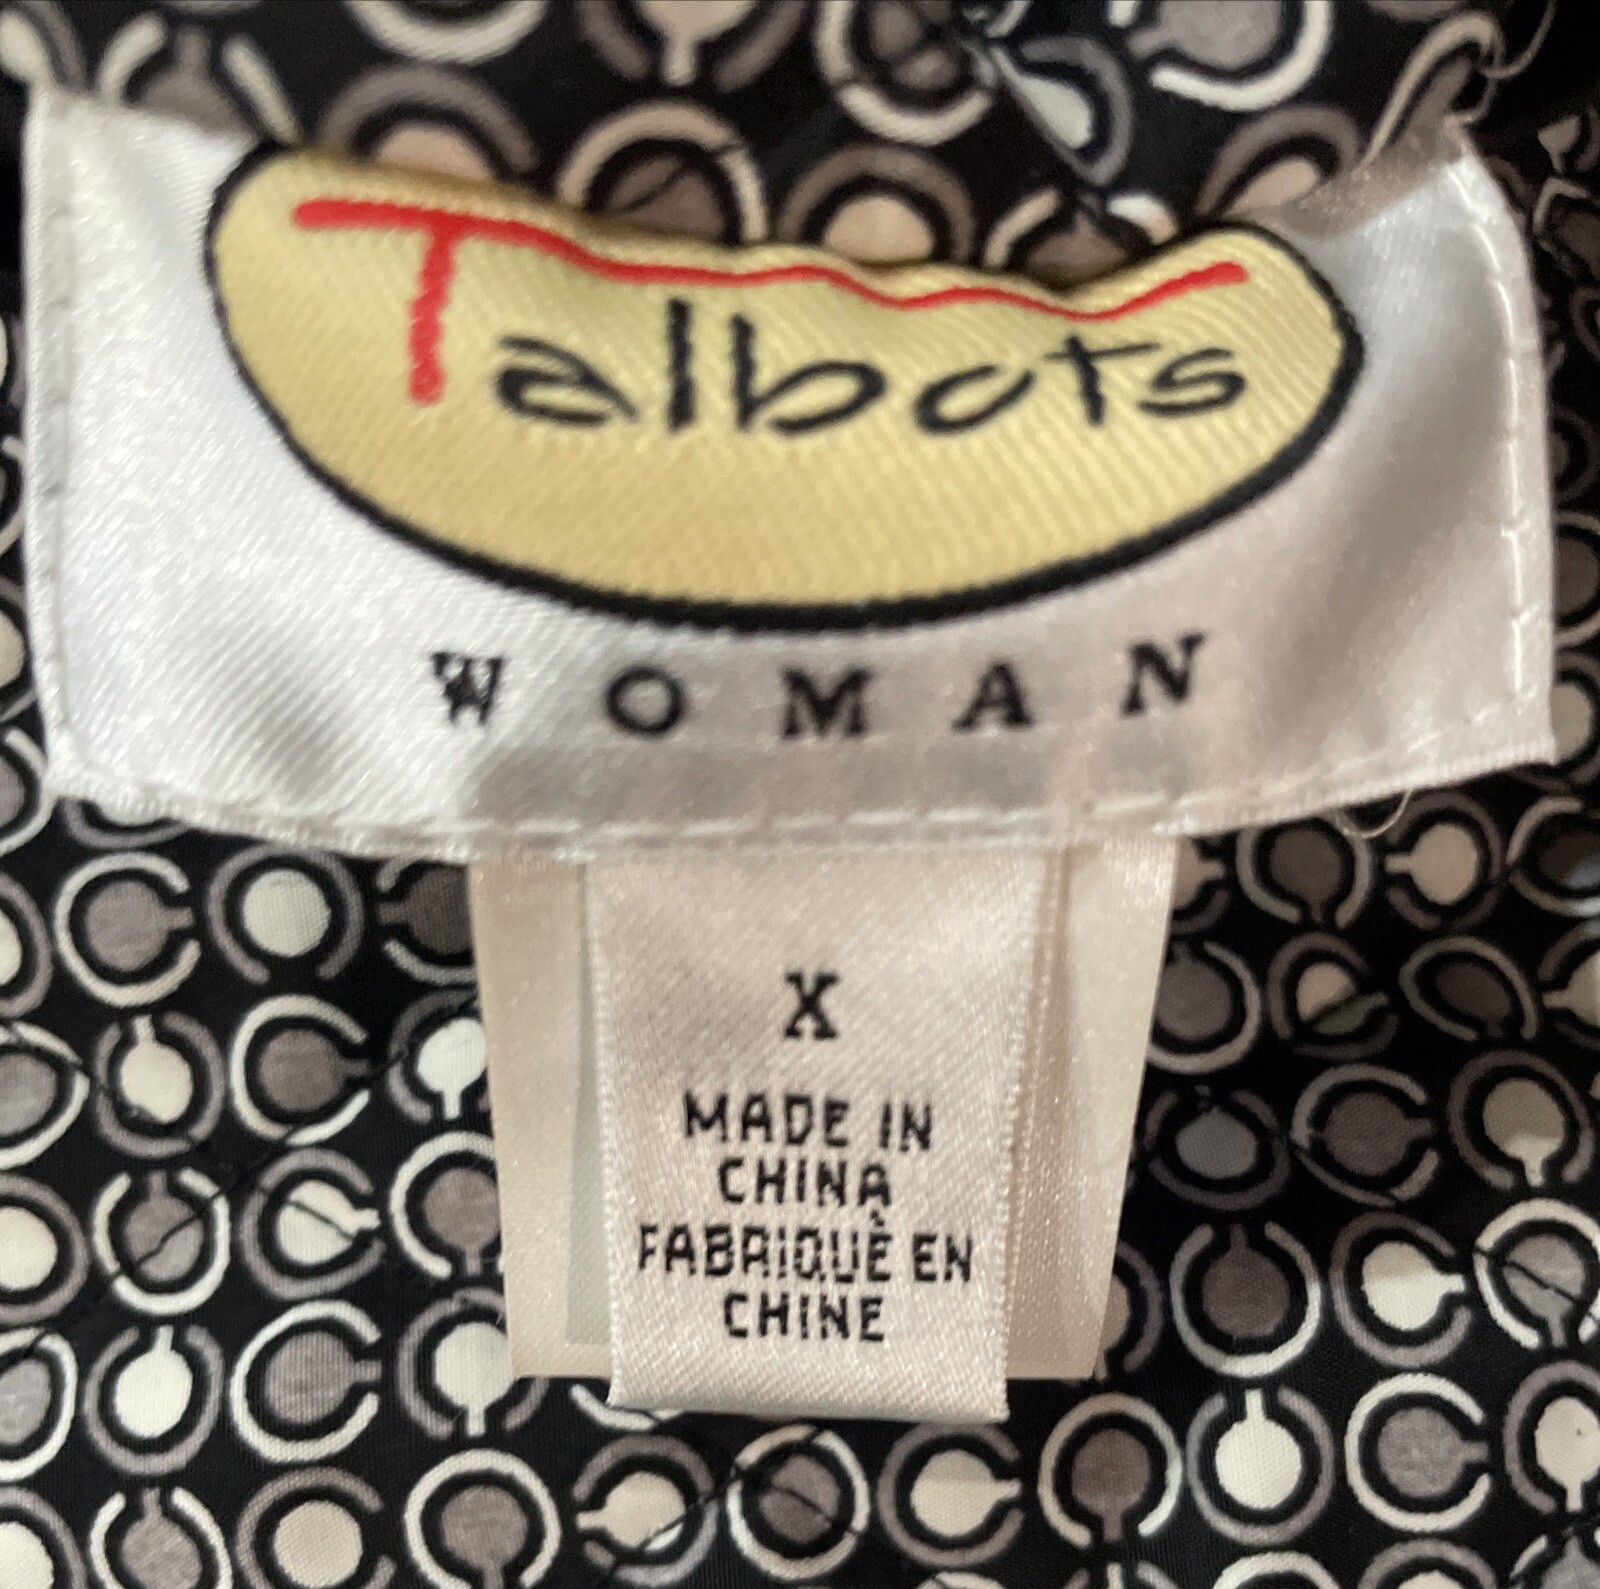 Talbots
WOMAN
X
MADE IN
CHINA
FABRIQUÈ EN
CHINE